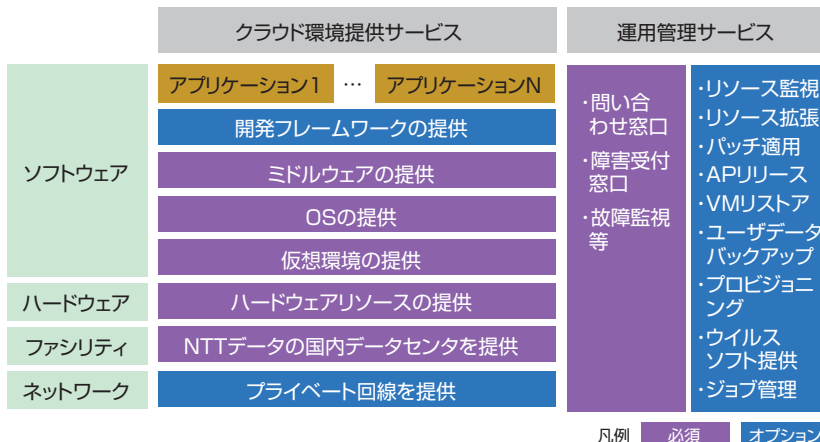 クラウド環境提供サービス
運用管理サービス
ソフトウェア
アプリケーション1 … アプリケーションN
開発フレームワークの提供
ミドルウェアの提供
OSの提供
仮想環境の提供
ハードウェア
ハードウェアリソースの提供
ファシリティ
NTTデータの国内データセンタを提供
ネットワーク
プライベート回線を提供
・問い合
わせ窓口
・障害受付
窓口
・故障監視
等
・リソース監視
・リソース拡張
・パッチ適用
・APリリース
・VMリストア
・ユーザデータ
バックアップ
・プロビジョニ
ング
・ウイルス
ソフト提供
・ジョブ管理
凡例 必須 オプション